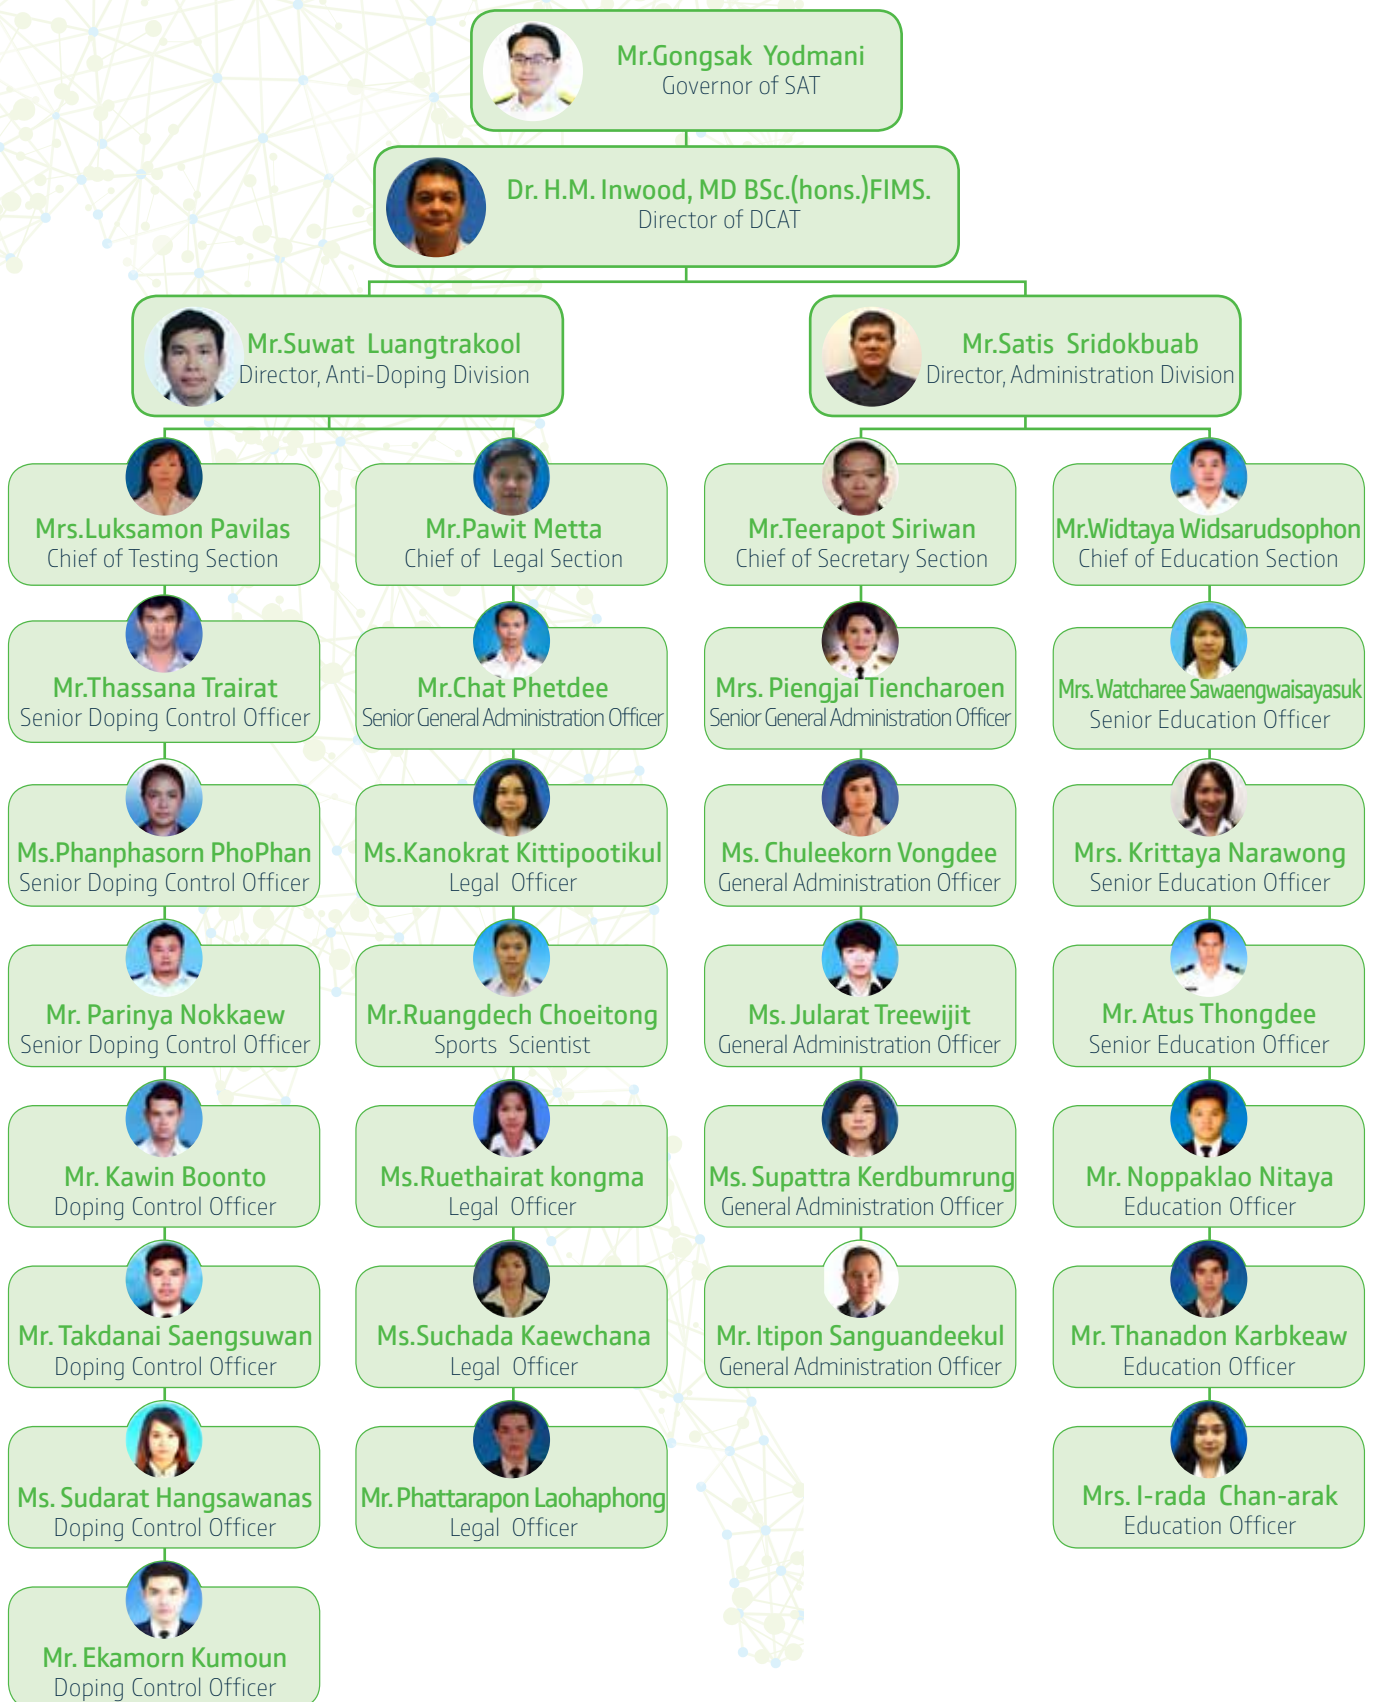 Mr.Gongsak Yodmani
Governor of SAT
Dr. H.M. Inwood, MD BSc.(hons.)FIMS.
Director of DCAT
Mr.Suwat Luangtrakool
Director, Anti-Doping Division
Mr.Satis Sridokbuab
Director, Administration Division
Mrs.Luksamon Pavilas
Chief of Testing Section
Mr.Thassana Trairat
Senior Doping Control Officer
Ms.Phanphasorn PhoPhan
Senior Doping Control Officer
Mr. Parinya Nokkaew
Senior Doping Control Officer
Mr. Kawin Boonto
Doping Control Officer
Mr. Takdanai Saengsuwan
Doping Control Officer
Ms. Sudarat Hangsawanas
Doping Control Officer
Mr. Ekamorn Kumoun
Doping Control Officer
Mr.Pawit Metta
Chief of Legal Section
Mr.Chat Phetdee
Senior General Administration Officer
Ms.Kanokrat Kittipootikul
Legal Officer
Mr.Ruangdech Choeitong
Sports Scientist
Ms.Ruethairat kongma
Legal Officer
Ms.Suchada Kaewchana
Legal Officer
Mr. Phattarapon Laohaphong
Legal Officer
Mr.Teerapot Siriwan
Chief of Secretary Section
Mrs. Piengjai Tiencharoen
Senior General Administration Officer
Ms. Chuleekorn Vongdee
General Administration Officer
Ms. Jularat Treewijit
General Administration Officer
Ms. Supattra Kerdbumrung
General Administration Officer
Mr. Itipon Sanguandeekul
General Administration Officer
Mr.Widtaya Widsarudsophon
Chief of Education Section
Mrs. Watcharee Sawaengwaisayasuk
Senior Education Officer
Mrs. Krittaya Narawong
Senior Education Officer
Mr. Atus Thongdee
Senior Education Officer
Mr. Noppaklao Nitaya
Education Officer
Mr. Thanadon Karbkeaw
Education Officer
Mrs. I-rada Chan-arak
Education Officer